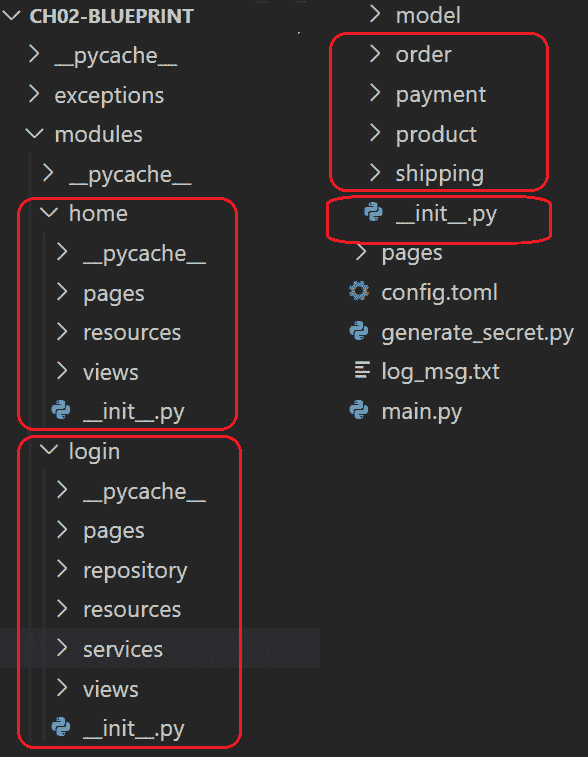 CH02-BLUEPRINT
__pycache__
exceptions
modules
__pycache__
home
__pycache__
pages
resources
views
__init__.py
login
__pycache__
pages
repository
resources
services
views
__init__.py
model
order
payment
product
shipping
__init__.py
pages
config.toml
generate_secret.py
log_msg.txt
main.py